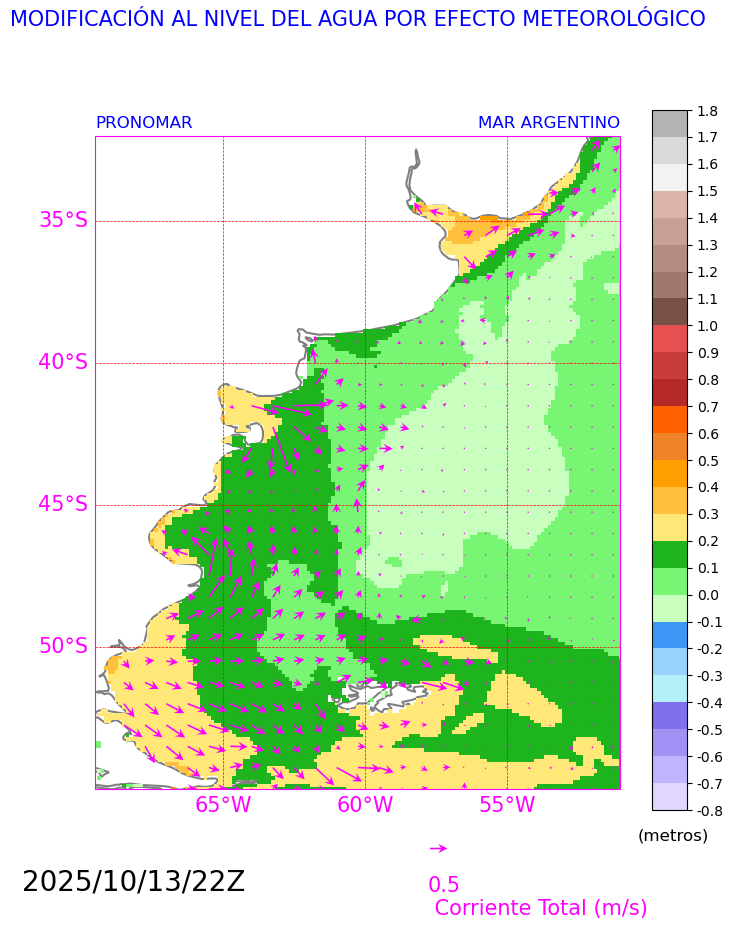 MODIFICACIÓN AL NIVEL DEL AGUA POR EFECTO METEOROLÓGICO
PRONOMAR MAR ARGENTINO
35°S
40°S
45°S
50°S
65°W 60°W 55°W
1.8
1.7
1.6
1.5
1.4
1.3
1.2
1.1
1.0
0.9
0.8
0.7
0.6
0.5
0.4
0.3
0.2
0.1
0.0
-0.1
-0.2
-0.3
-0.4
-0.5
-0.6
-0.7
-0.8
(metros)
2025/10/13/22Z
0.5
Corriente Total (m/s)